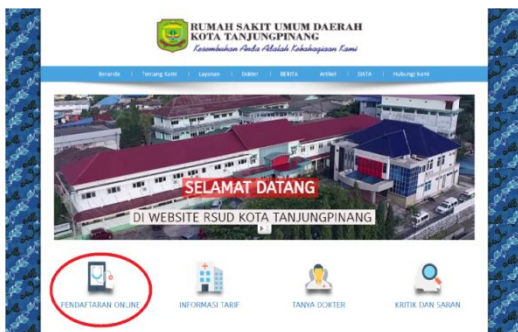 RUMAH SAKIT UMUM DAERAH
KOTA TANJUNGPINANG
Kesembuhan Anda Adalah Kebahagiaan Kami
Beranda | Tentang Kami | Layanan | Dokter | BERITA Artikel | DATA | Hubungi Kami
SELAMAT DATANG
DI WEBSITE RSUD KOTA TANJUNGPINANG
PENDAFTARAN ONLINE INFORMASI TARIF TANYA DOKTER KRITIK DAN SARAN